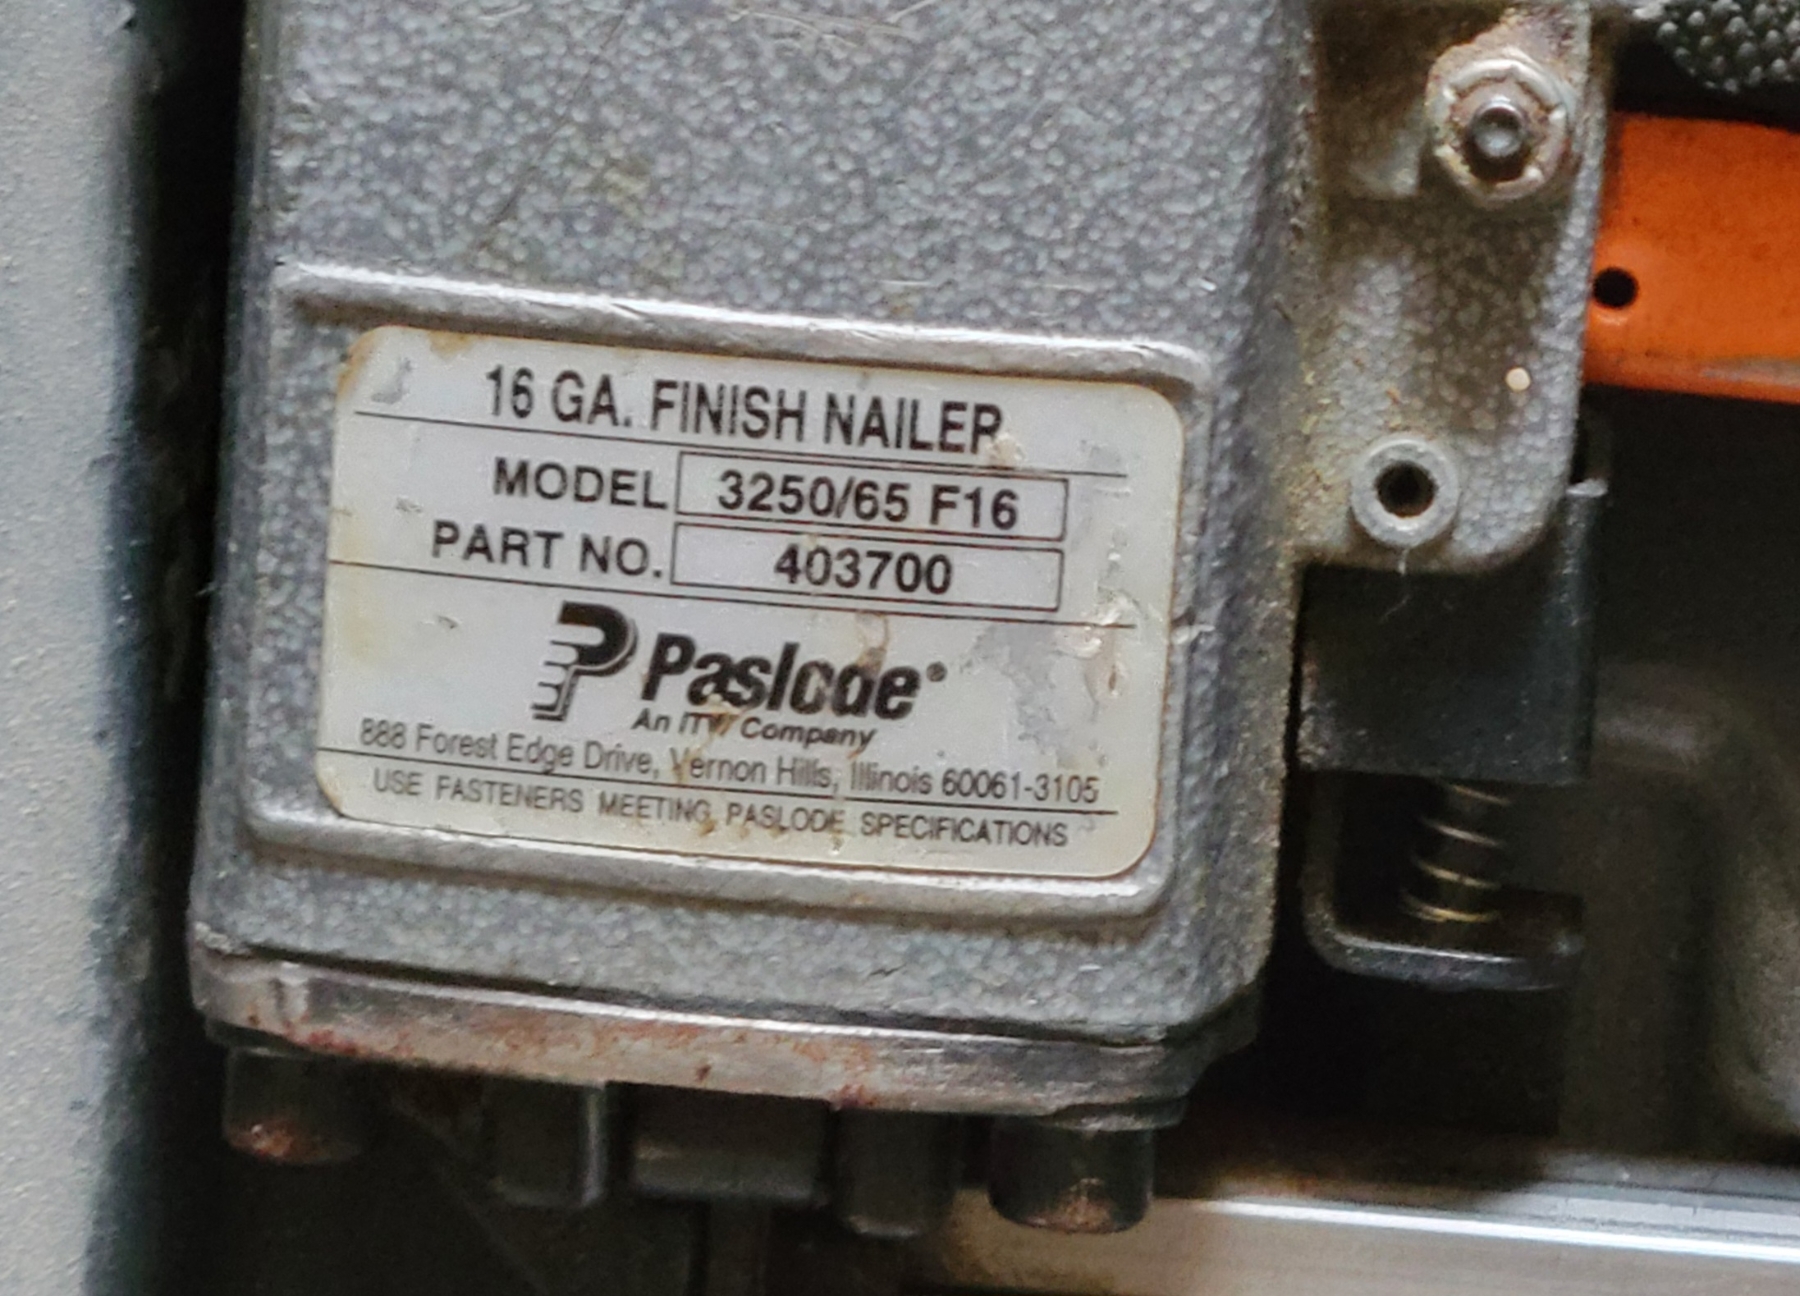 16 GA. FINISH NAILER
MODEL 3250/65 F16
PART NO. 403700
Paslode®
An ITW Company
888 Forest Edge Drive, Vernon Hills, Illinois 60061-3105
USE FASTENERS MEETING PASLODE SPECIFICATIONS